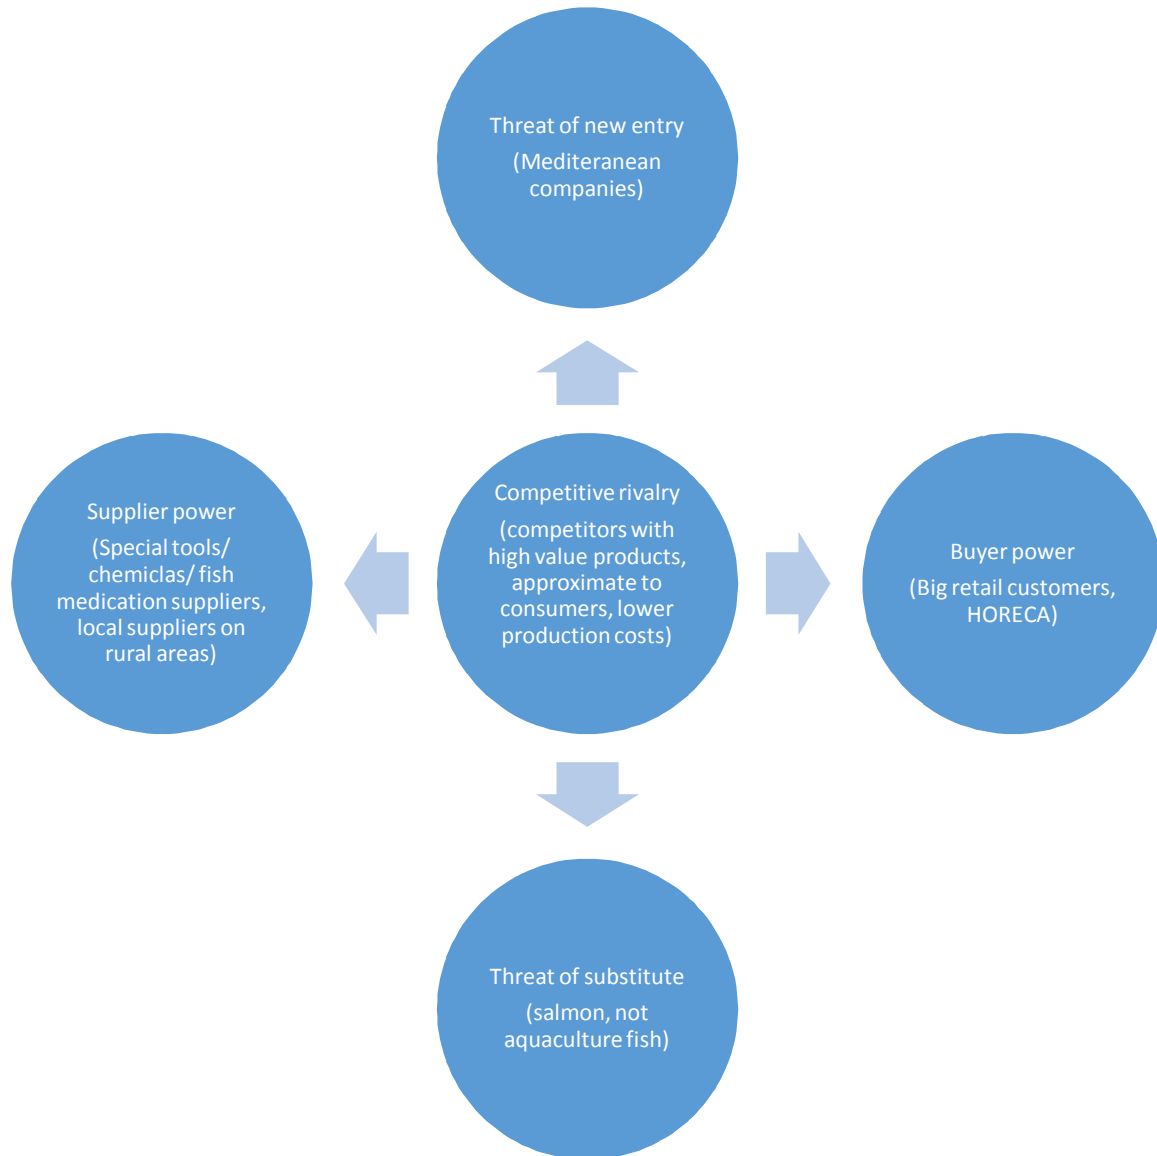 Threat of new entry
(Mediteranean
companies)
Supplier power
(Special tools/
chemiclas/ fish
medication suppliers,
local suppliers on
rural areas)
Competitive rivalry
(competitors with
high value products,
approximate to
consumers, lower
production costs)
Buyer power
(Big retail customers,
HORECA)
Threat of substitute
(salmon, not
aquaculture fish)